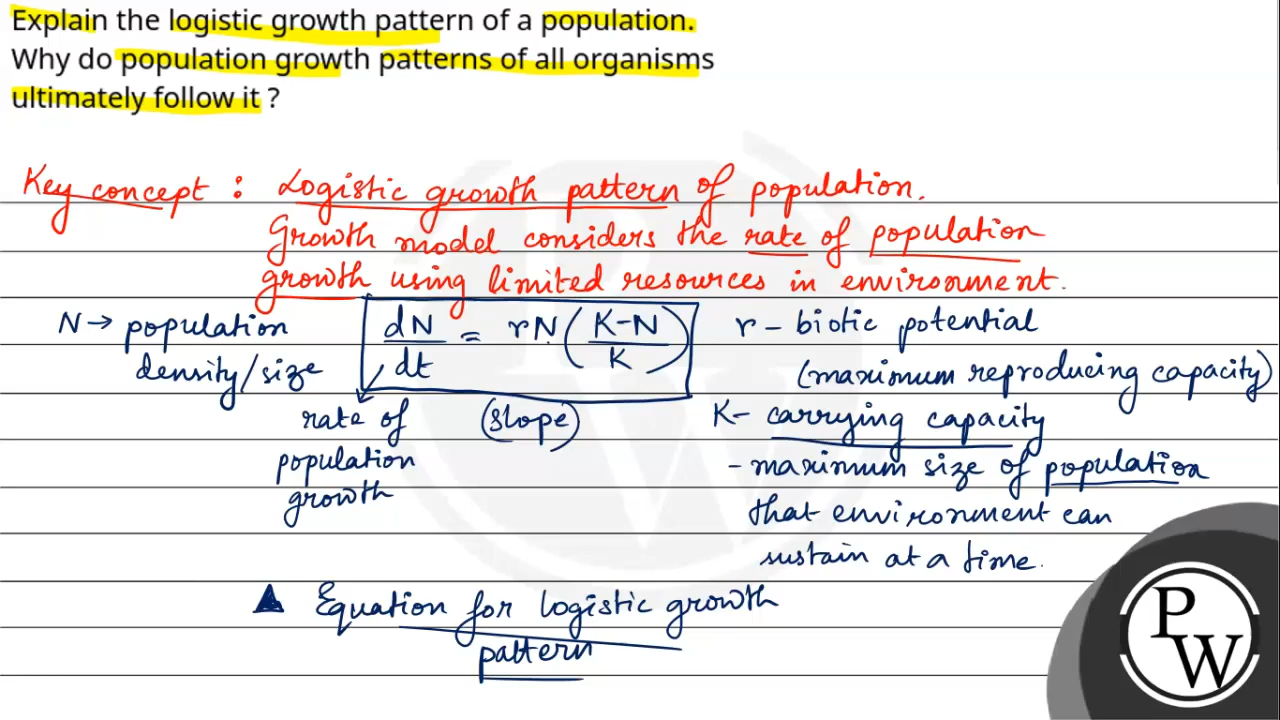 Explain the logistic growth pattern of a population.
Why do population growth patterns of all organisms
ultimately follow it ?
Key concept : Logistic growth pattern of population.
Growth model considers the rate of population
growth using limited resources in environment.
N → population
density/size
dN/dt = rN (K-N/K)
rate of
population
growth
(slope)
r - biotic potential
(maximum reproducing capacity)
K- carrying capacity
- maximum size of population
that environment can
sustain at a time.
▲ Equation for logistic growth
pattern
P
W